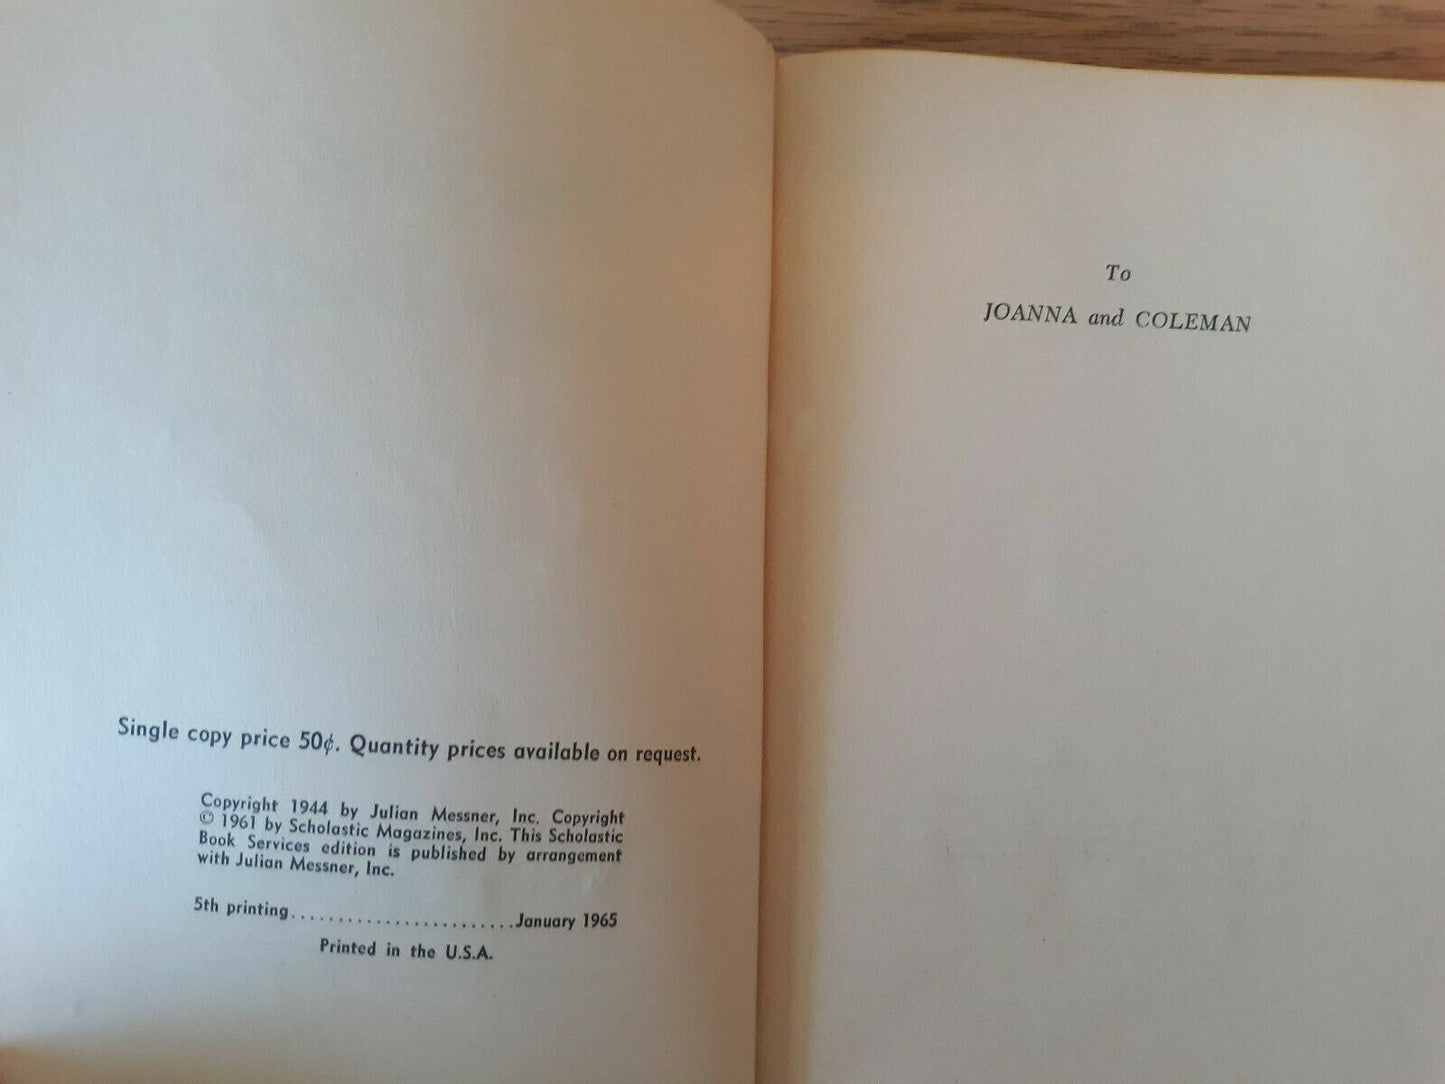 Single copy price 50¢. Quantity prices available on request.
Copyright 1944 by Julian Messner, Inc. Copyright
© 1961 by Scholastic Magazines, Inc. This Scholastic
Book Services edition is published by arrangement
with Julian Messner, Inc.
5th printing........................January 1965
Printed in the U.S.A.
To
JOANNA and COLEMAN